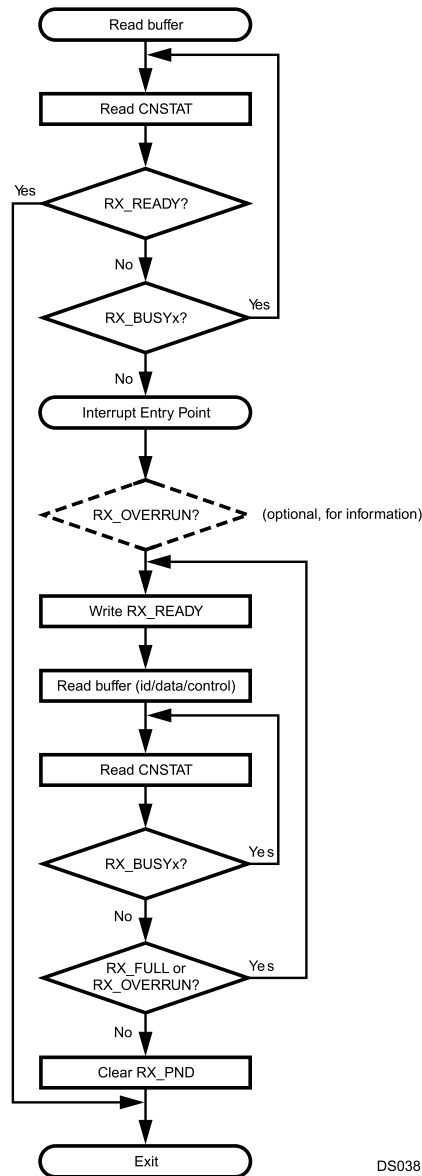 Read buffer
Read CNSTAT
Yes
RX_READY?
No
RX_BUSYx?
Yes
No
Interrupt Entry Point
RX_OVERRUN?
(optional, for information)
Write RX_READY
Read buffer (id/data/control)
Read CNSTAT
RX_BUSYx?
Yes
No
RX_FULL or
RX_OVERRUN?
Yes
No
Clear RX_PND
Exit
DS038